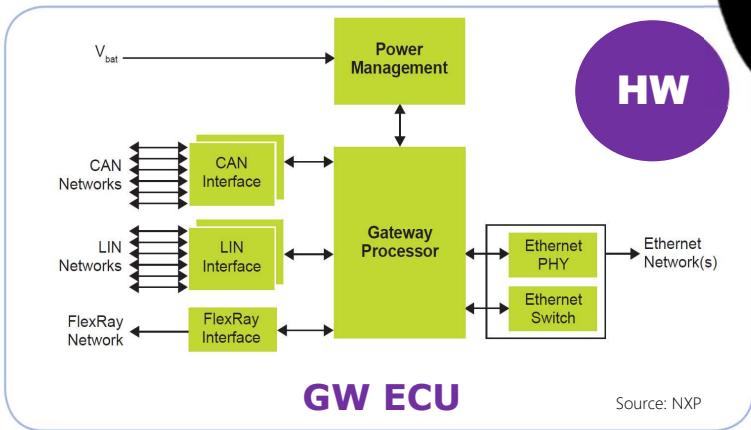 Power
Management
V bat
HW
CAN
Networks
CAN
Interface
Gateway
Processor
LIN
Networks
LIN
Interface
Ethernet
PHY
Ethernet
Network(s)
Ethernet
Switch
FlexRay
Network
FlexRay
Interface
GW ECU
Source: NXP